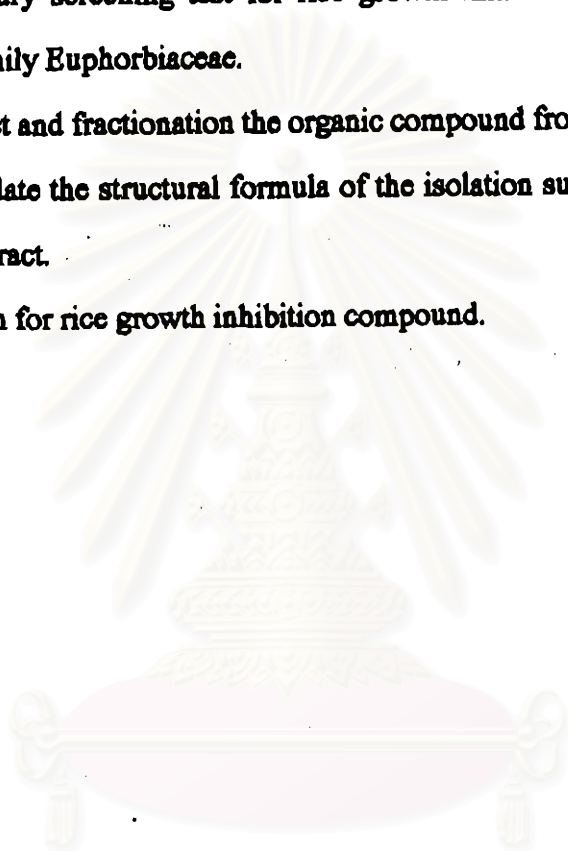 screening test for rice growth
ily Euphorbiaceae.
t and fractionation the organic compound fro
late the structural formula of the isolation su
ract.
for rice growth inhibition compound.